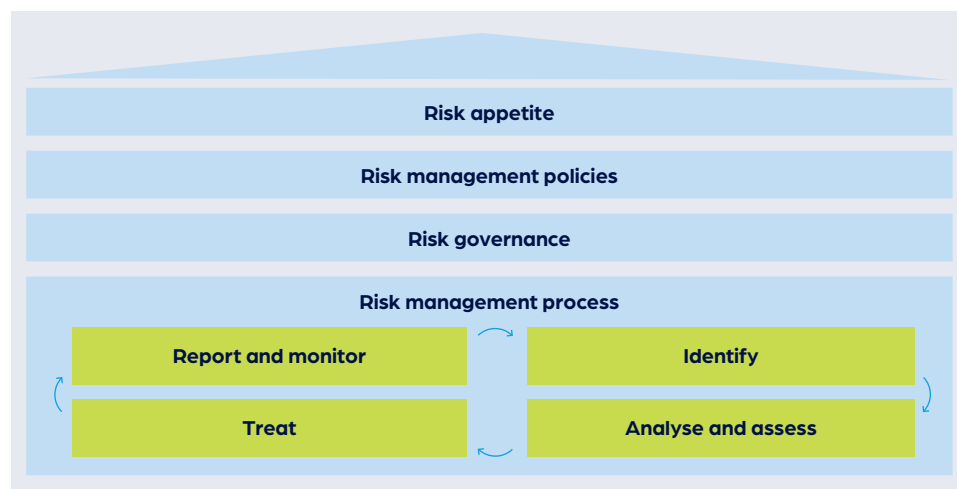 Risk appetite
Risk management policies
Risk governance
Risk management process
Report and monitor
Identify
Treat
Analyse and assess